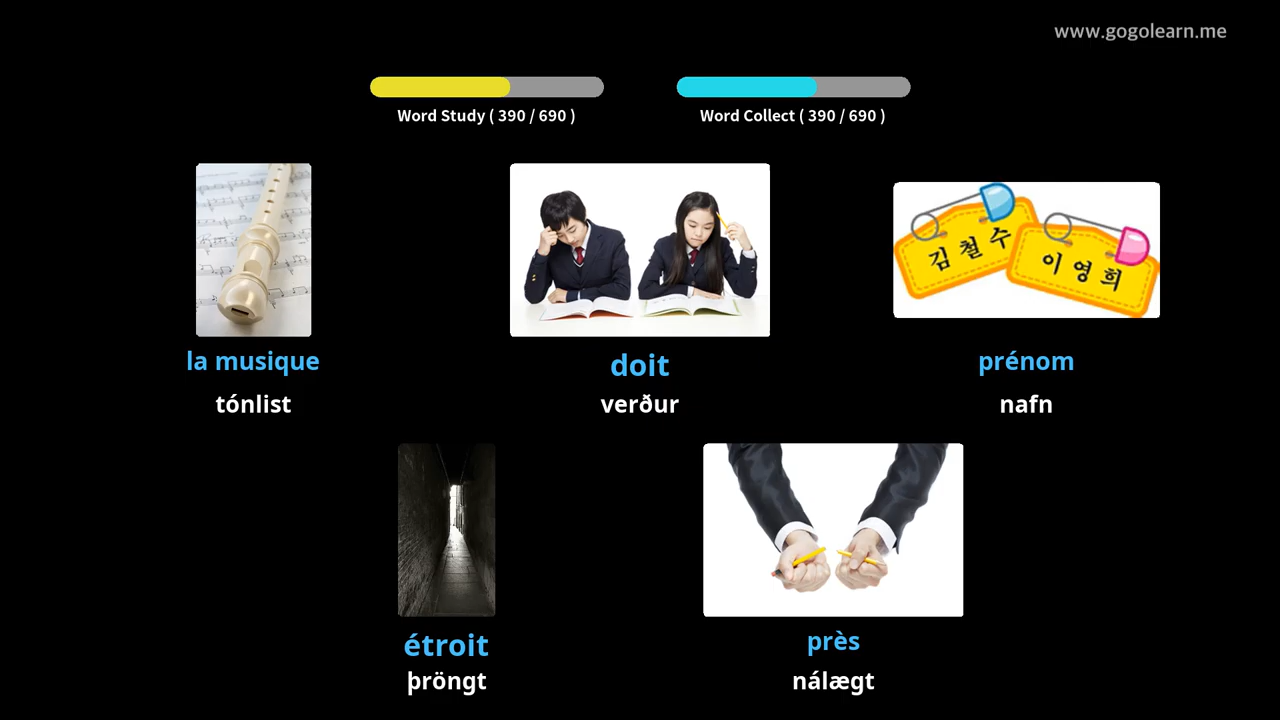 www.gogolearn.me
Word Study ( 390 / 690 )
Word Collect ( 390 / 690 )
김철수
이영희
la musique
tónlist
doit
verður
prénom
nafn
étroit
þröngt
près
nálægt